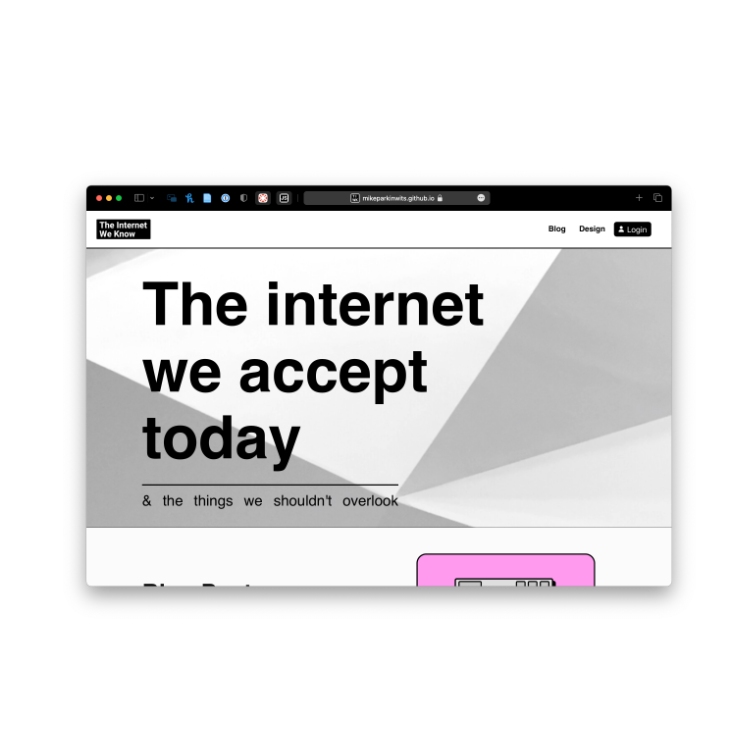 mikeparkinwits.github.io
The Internet
We Know
Blog
Design
Login
The internet
we accept
today
& the things we shouldn't overlook